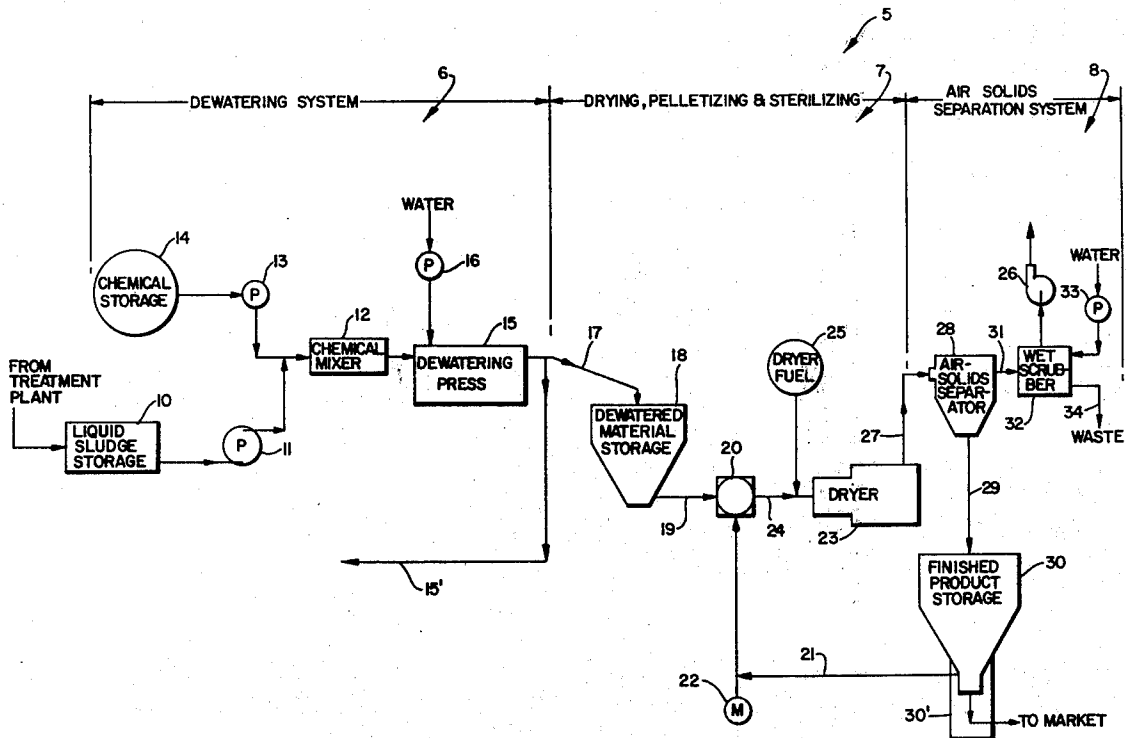 5
6
7
8
DEWATERING SYSTEM
DRYING, PELLETIZING & STERILIZING
AIR SOLIDS
SEPARATION SYSTEM
14
CHEMICAL
STORAGE
13
P
WATER
P
16
12
CHEMICAL
MIXER
15
DEWATERING
PRESS
17
FROM
TREATMENT
PLANT
10
LIQUID
SLUDGE
STORAGE
P
11
15'
18
DEWATERED
MATERIAL
STORAGE
19
20
24
25
DRYER
FUEL
DRYER
23
27
28
AIR-
SOLIDS
SEPAR-
ATOR
31
26
WATER
33
P
WET
SCRUB-
BER
32
34
WASTE
29
FINISHED
PRODUCT
STORAGE
30
21
22
M
30'
TO MARKET